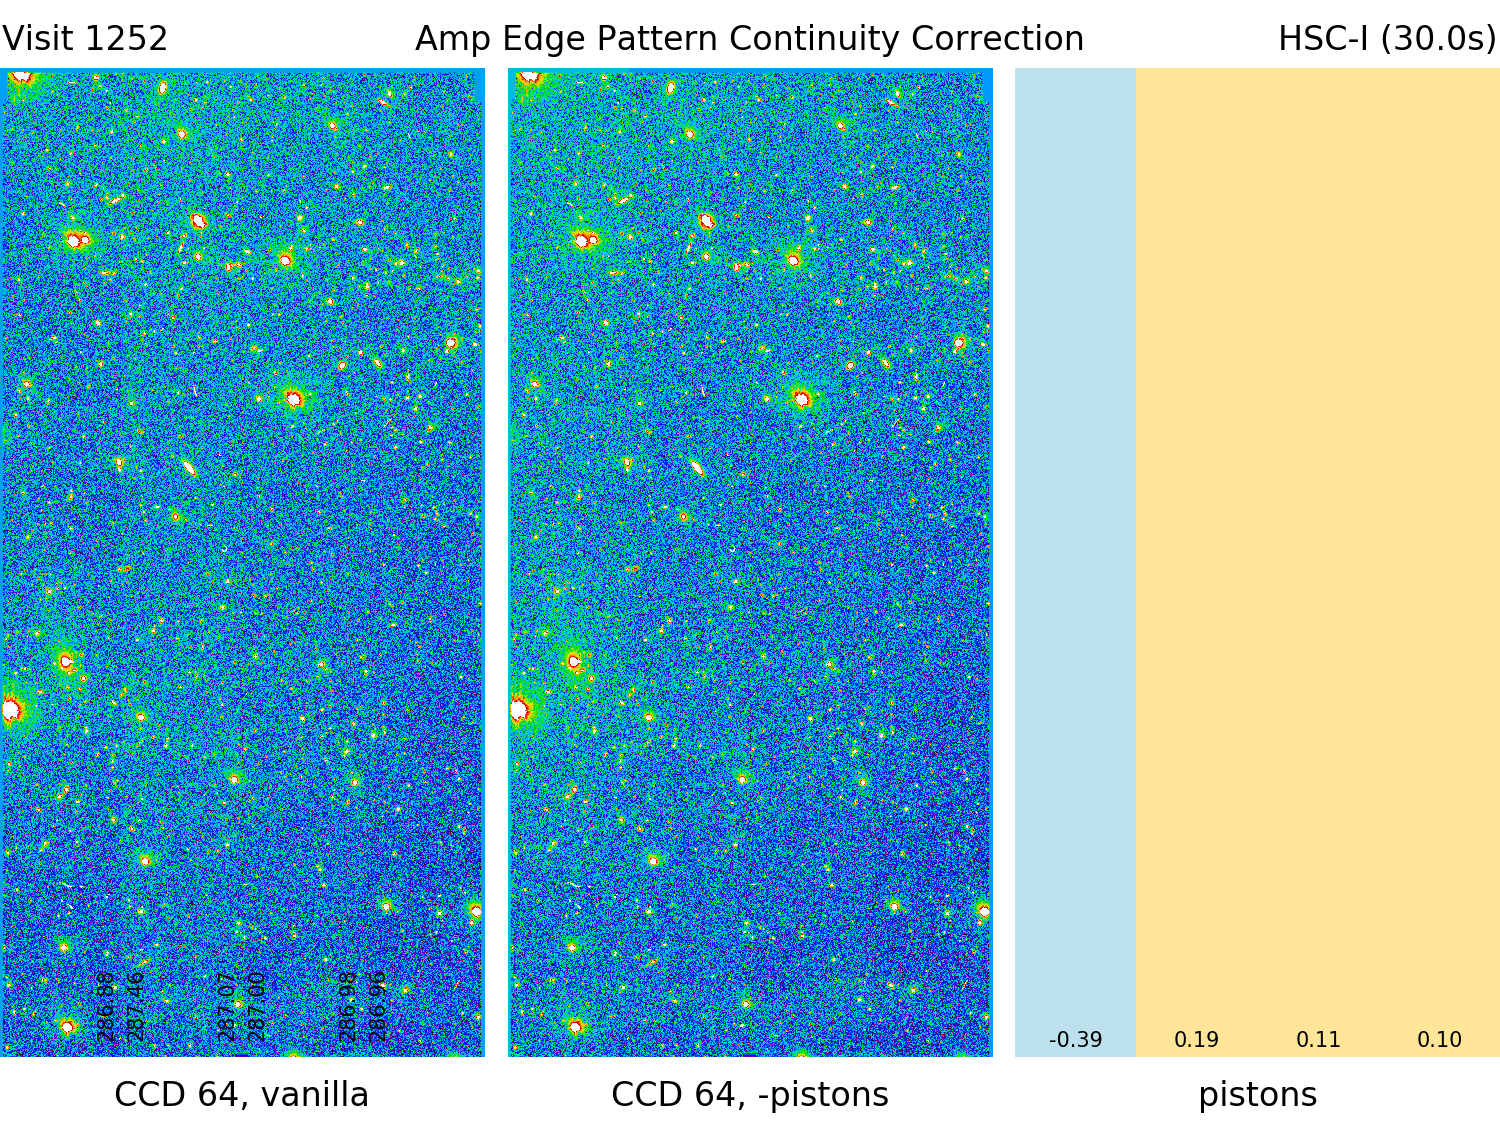 Visit 1252
Amp Edge Pattern Continuity Correction
HSC-I (30.0s)
286.88
287.46
287.07
287.00
286.98
286.96
-0.39
0.19
0.11
0.10
CCD 64, vanilla
CCD 64, -pistons
pistons